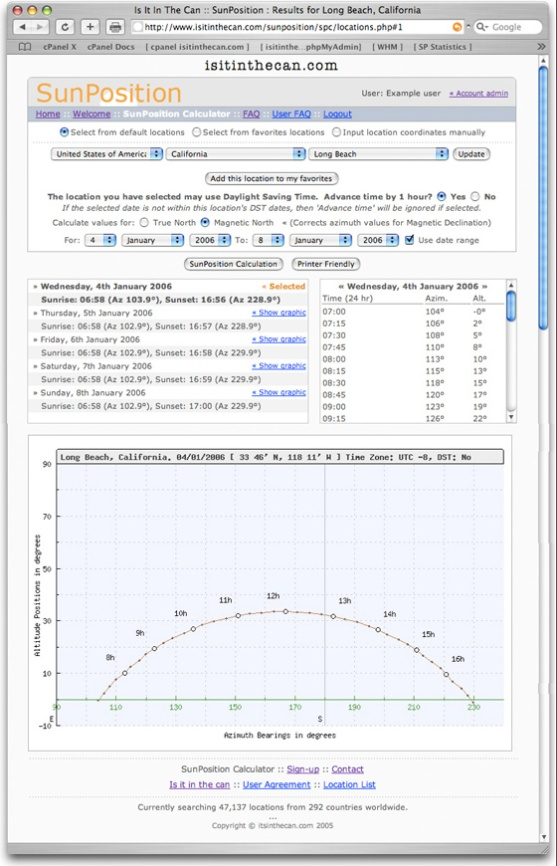 Is It In The Can :: SunPosition : Results for Long Beach, California
http://www.isitinthecan.com/sunposition/spc/locations.php#1
Google
cPanel X cPanel Docs [ cpanel isitinthecan.com ] [ isitinthe...phpMyAdmin] [ WHM ] [ SP Statistics ] »
isitinthecan.com
SunPosition
User: Example user « Account admin
Home :: Welcome :: SunPosition Calculator :: FAQ :: User FAQ :: Logout
Select from default locations Select from favorites locations Input location coordinates manually
United States of Americ California Long Beach Update
Add this location to my favorites
The location you have selected may use Daylight Saving Time. Advance time by 1 hour? Yes No
If the selected date is not within this location's DST dates, then 'Advance time' will be ignored if selected.
Calculate values for: True North Magnetic North « (Corrects azimuth values for Magnetic Declination)
For: 4 January 2006 To: 8 January 2006 Use date range
SunPosition Calculation Printer Friendly
» Wednesday, 4th January 2006 « Selected
Sunrise: 06:58 (Az 103.9°), Sunset: 16:56 (Az 228.9°)
» Thursday, 5th January 2006 « Show graphic
Sunrise: 06:58 (Az 102.9°), Sunset: 16:57 (Az 228.9°)
» Friday, 6th January 2006 « Show graphic
Sunrise: 06:58 (Az 102.9°), Sunset: 16:58 (Az 228.9°)
» Saturday, 7th January 2006 « Show graphic
Sunrise: 06:58 (Az 102.9°), Sunset: 16:59 (Az 229.9°)
» Sunday, 8th January 2006 « Show graphic
Sunrise: 06:58 (Az 102.9°), Sunset: 17:00 (Az 229.9°)
« Wednesday, 4th January 2006 »
Time (24 hr) Azim. Alt.
07:00 104° -0°
07:15 106° 2°
07:30 108° 5°
07:45 110° 8°
08:00 113° 10°
08:15 115° 13°
08:30 118° 15°
08:45 120° 17°
09:00 123° 19°
09:15 126° 22°
Long Beach, California. 04/01/2006 [ 33 46' N, 118 11' W ] Time Zone: UTC -8, DST: No
90
70
50
30
10
-10
Altitude Positions in degrees
8h
9h
10h
11h
12h
13h
14h
15h
16h
90 110 130 150 170 190 210 230
E S
Azimuth Bearings in degrees
SunPosition Calculator :: Sign-up :: Contact
Is it in the can :: User Agreement :: Location List
Currently searching 47,137 locations from 292 countries worldwide.
...
Copyright © itsinthecan.com 2005